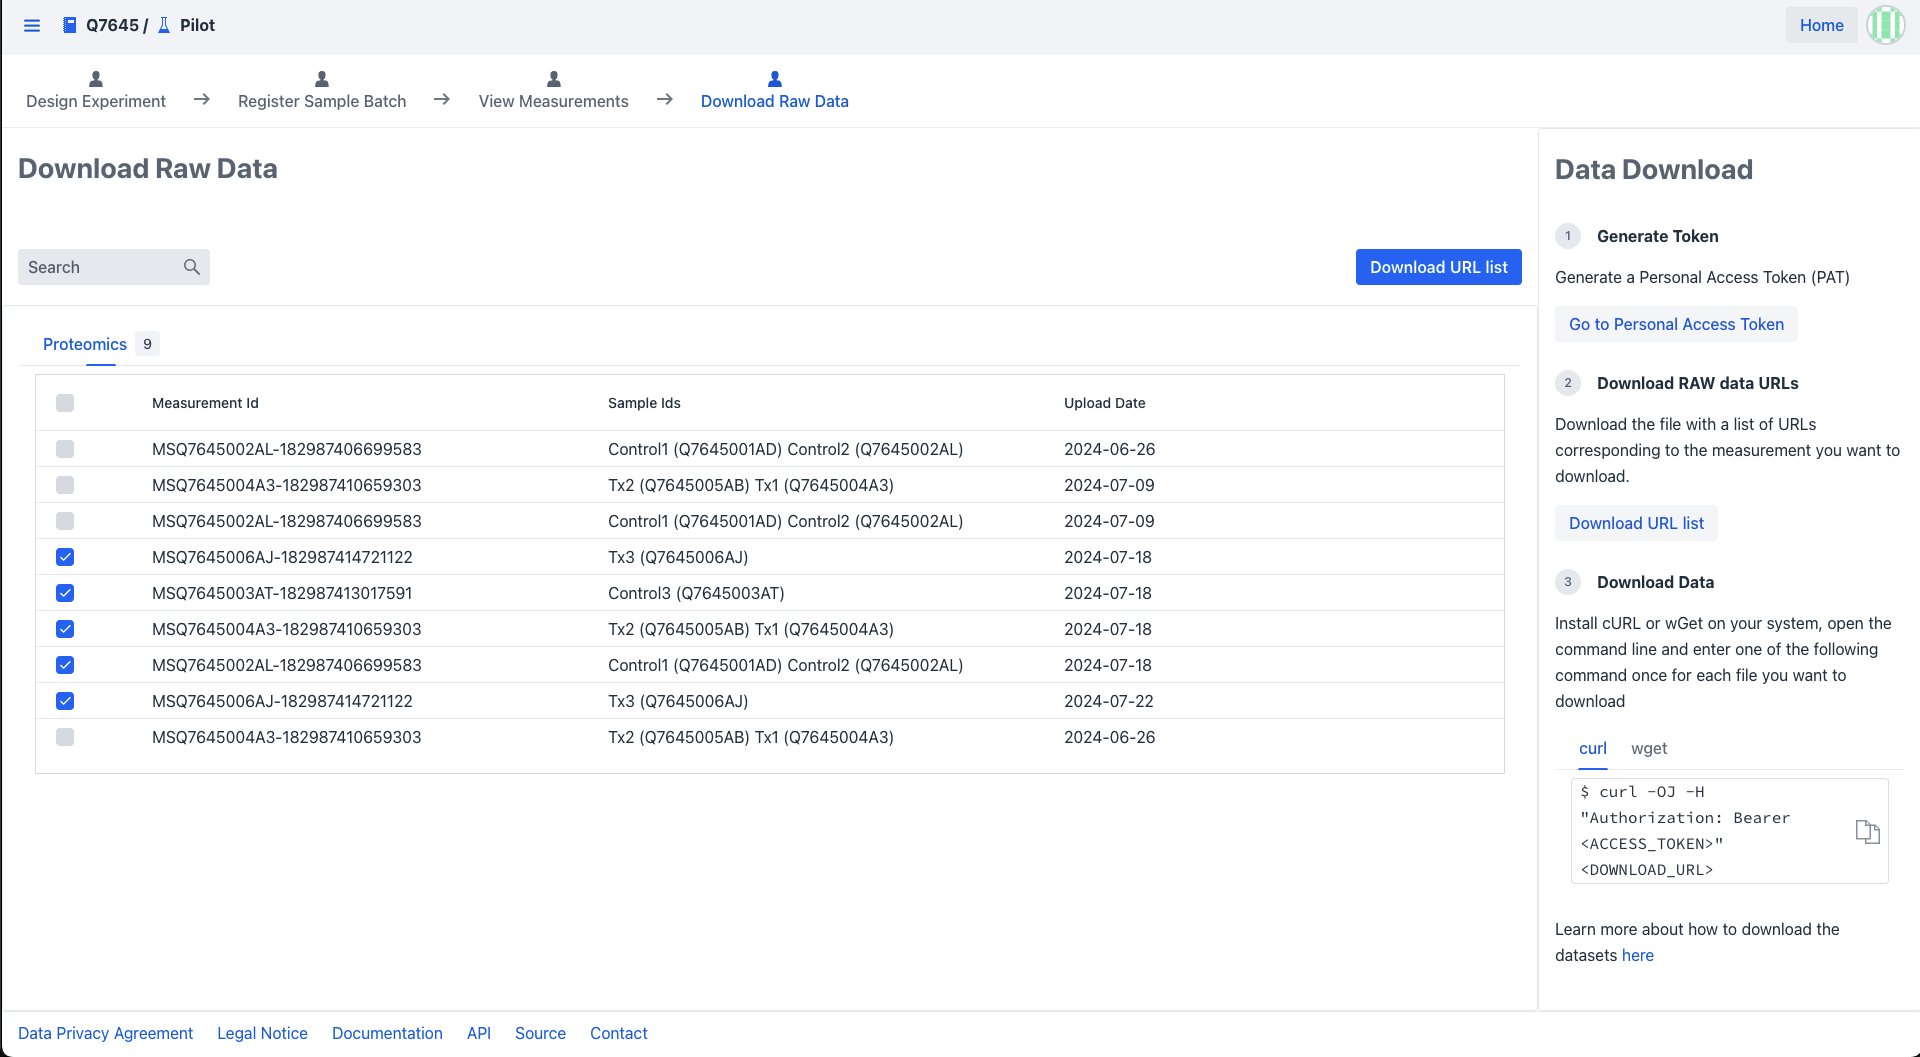 Q7645 / Pilot
Home
Design Experiment
Register Sample Batch
View Measurements
Download Raw Data
Download Raw Data
Search
Download URL list
Proteomics 9
Measurement Id Sample Ids Upload Date
MSQ7645002AL-182987406699583 Control1 (Q7645001AD) Control2 (Q7645002AL) 2024-06-26
MSQ7645004A3-182987410659303 Tx2 (Q7645005AB) Tx1 (Q7645004A3) 2024-07-09
MSQ7645002AL-182987406699583 Control1 (Q7645001AD) Control2 (Q7645002AL) 2024-07-09
MSQ7645006AJ-182987414721122 Tx3 (Q7645006AJ) 2024-07-18
MSQ7645003AT-182987413017591 Control3 (Q7645003AT) 2024-07-18
MSQ7645004A3-182987410659303 Tx2 (Q7645005AB) Tx1 (Q7645004A3) 2024-07-18
MSQ7645002AL-182987406699583 Control1 (Q7645001AD) Control2 (Q7645002AL) 2024-07-18
MSQ7645006AJ-182987414721122 Tx3 (Q7645006AJ) 2024-07-22
MSQ7645004A3-182987410659303 Tx2 (Q7645005AB) Tx1 (Q7645004A3) 2024-06-26
Data Download
1 Generate Token
Generate a Personal Access Token (PAT)
Go to Personal Access Token
2 Download RAW data URLs
Download the file with a list of URLs
corresponding to the measurement you want to
download.
Download URL list
3 Download Data
Install cURL or wGet on your system, open the
command line and enter one of the following
command once for each file you want to
download
curl wget
$ curl -OJ -H
"Authorization: Bearer
<ACCESS_TOKEN>"
<DOWNLOAD_URL>
Learn more about how to download the
datasets here
Data Privacy Agreement Legal Notice Documentation API Source Contact